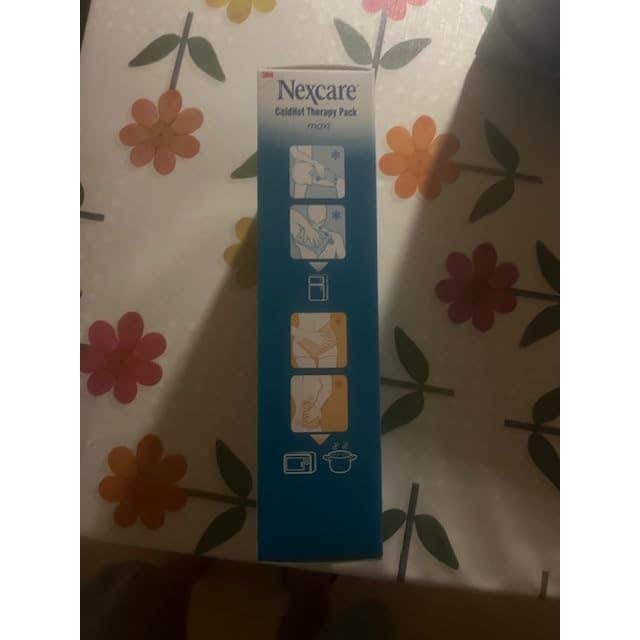 3M
Nexcare
ColdHot Therapy Pack
maxi